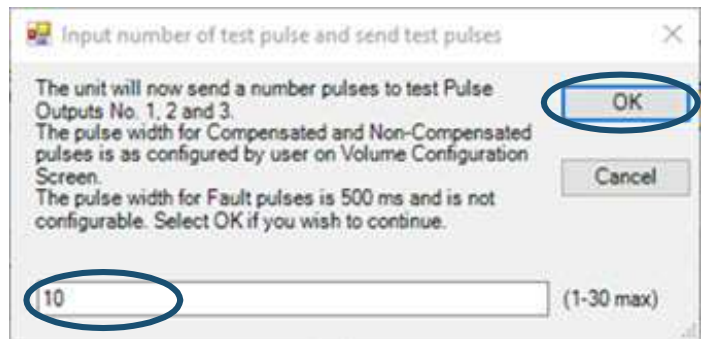 Input number of test pulse and send test pulses
The unit will now send a number pulses to test Pulse
Outputs No. 1, 2 and 3.
The pulse width for Compensated and Non-Compensated
pulses is as configured by user on Volume Configuration
Screen.
The pulse width for Fault pulses is 500 ms and is not
configurable. Select OK if you wish to continue.
OK
Cancel
10 (1-30 max)